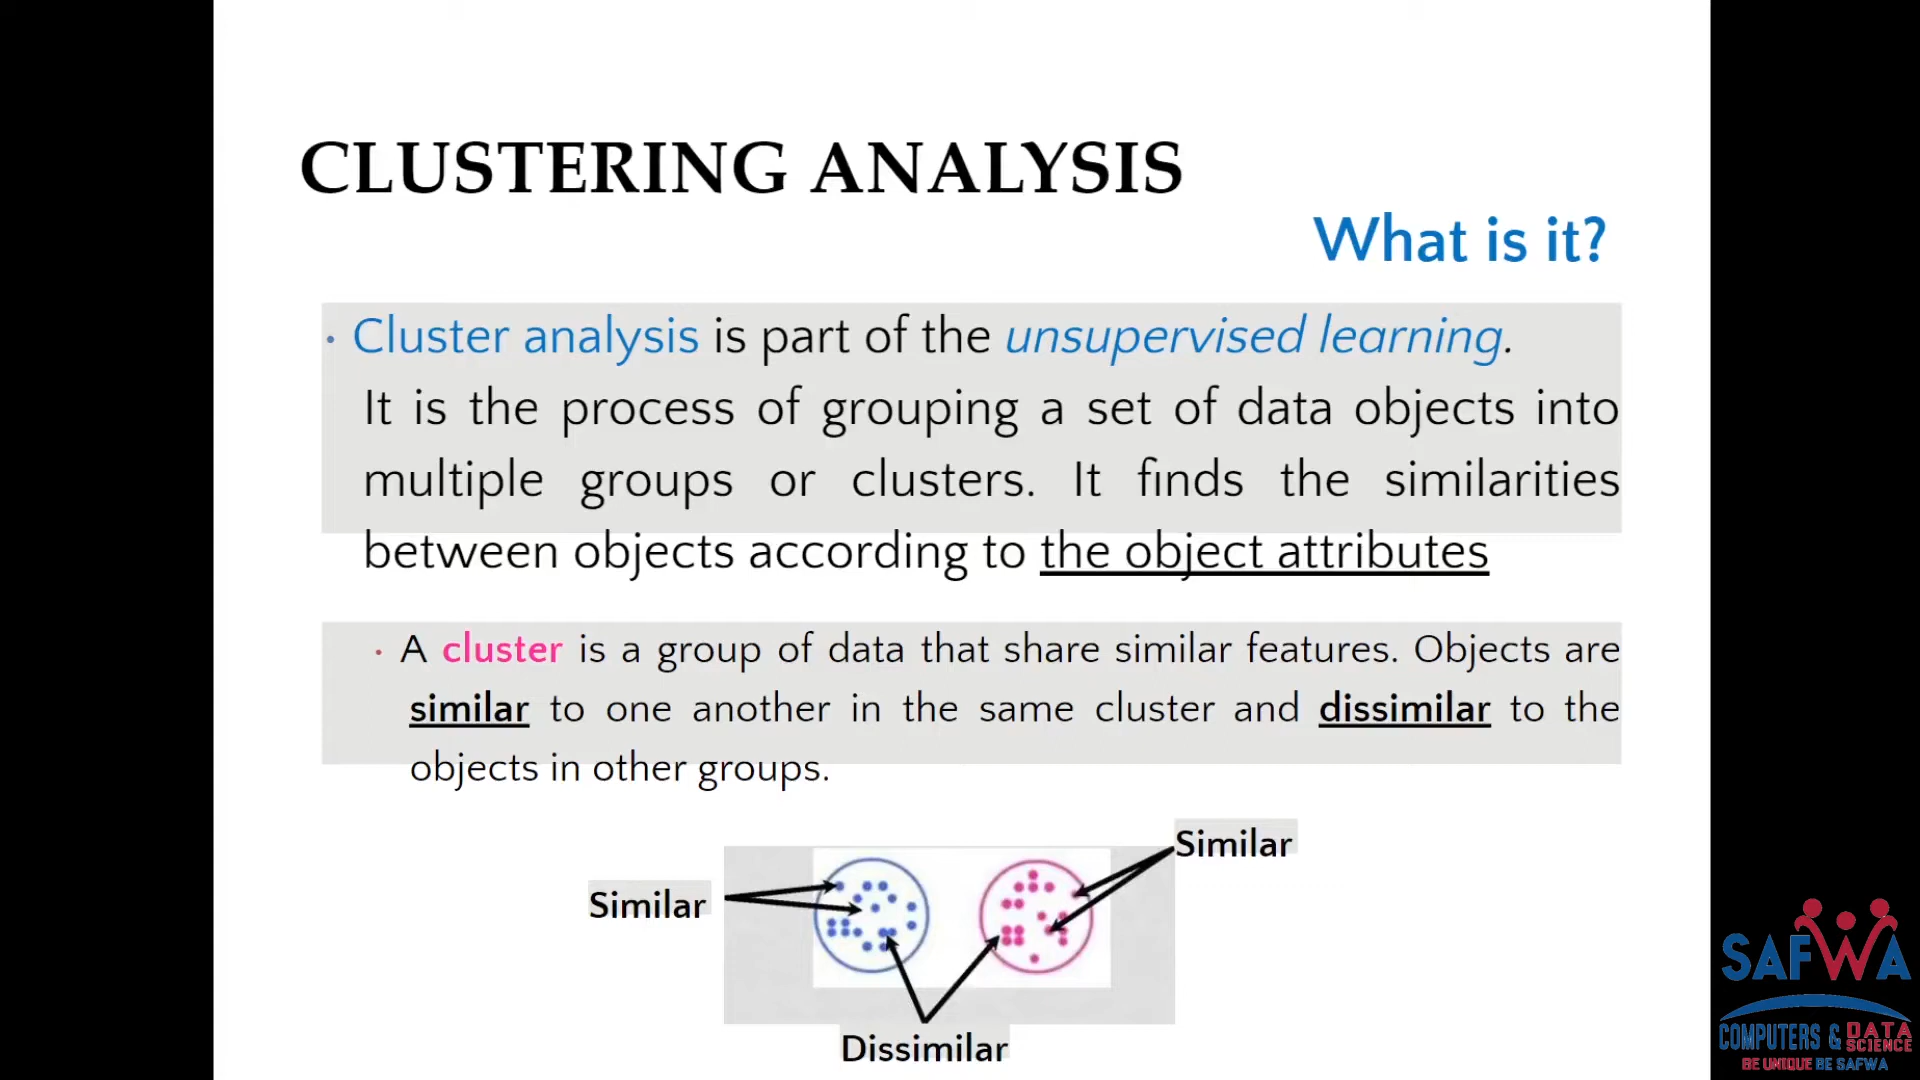 CLUSTERING ANALYSIS
What is it?
• Cluster analysis is part of the unsupervised learning.
It is the process of grouping a set of data objects into
multiple groups or clusters. It finds the similarities
between objects according to the object attributes
• A cluster is a group of data that share similar features. Objects are
similar to one another in the same cluster and dissimilar to the
objects in other groups.
Similar
Similar
Dissimilar
SAFWA
COMPUTERS & DATA SCIENCE
BE UNIQUE BE SAFWA